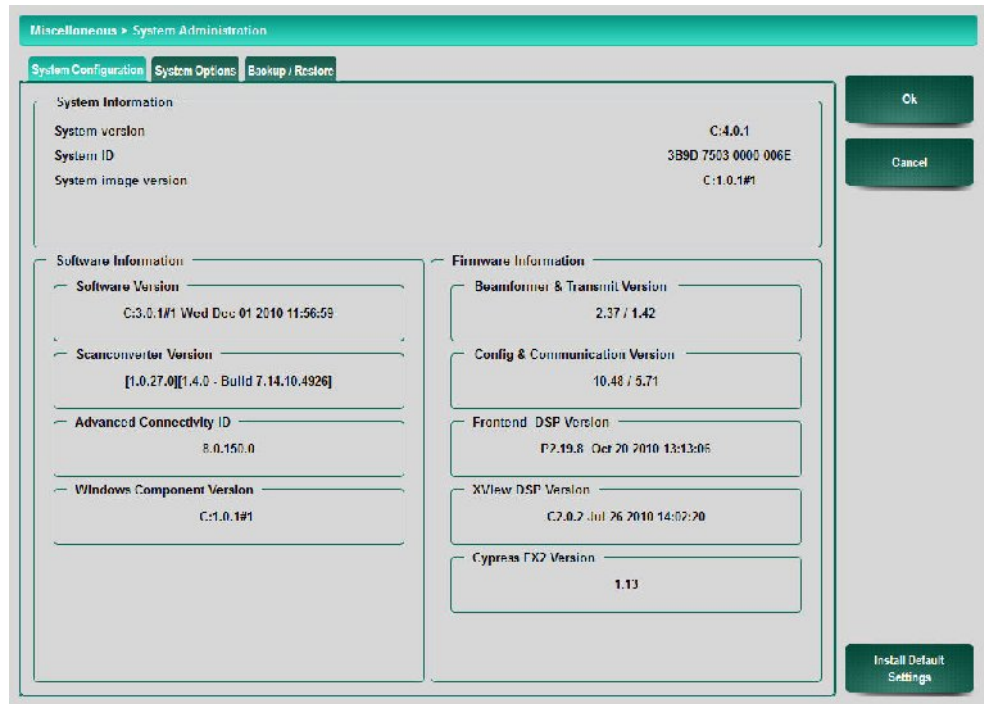 Miscellaneous > System Administration
System Configuration
System Options
Backup / Restore
System Information
System version C:4.0.1
System ID 3B9D 7503 0000 006E
System image version C:1.0.1#1
Ok
Cancel
Software Information
Software Version
C:3.0.1#1 Wed Dec 01 2010 11:56:59
Scanconverter Version
[1.0.27.0][1.4.0 - Build 7.14.10.4926]
Advanced Connectivity ID
8.0.150.0
Windows Component Version
C:1.0.1#1
Firmware Information
Beamformer & Transmit Version
2.37 / 1.42
Config & Communication Version
10.48 / 5.71
Frontend DSP Version
P2.19.8 Oct 20 2010 13:13:06
XView DSP Version
C2.0.2 Jul 26 2010 14:02:20
Cypress FX2 Version
1.13
Install Default
Settings